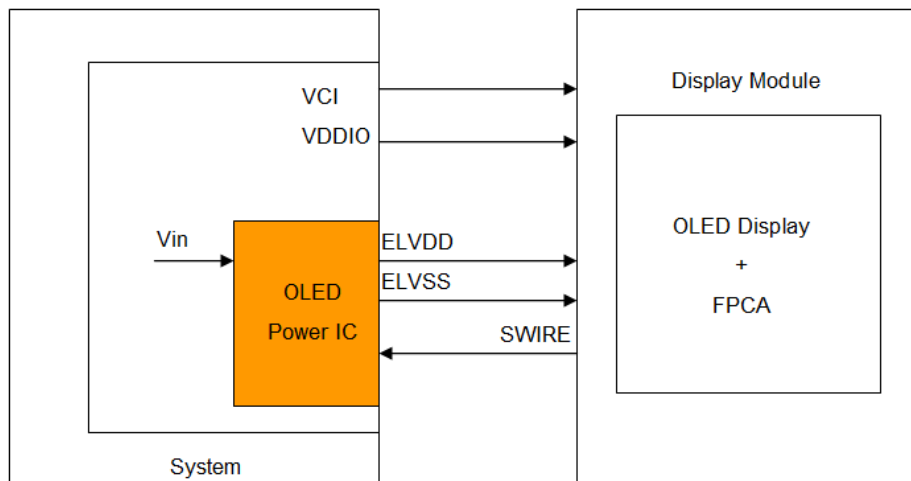 VCI
VDDIO
Vin
OLED
Power IC
ELVDD
ELVSS
SWIRE
System
Display Module
OLED Display
+
FPCA